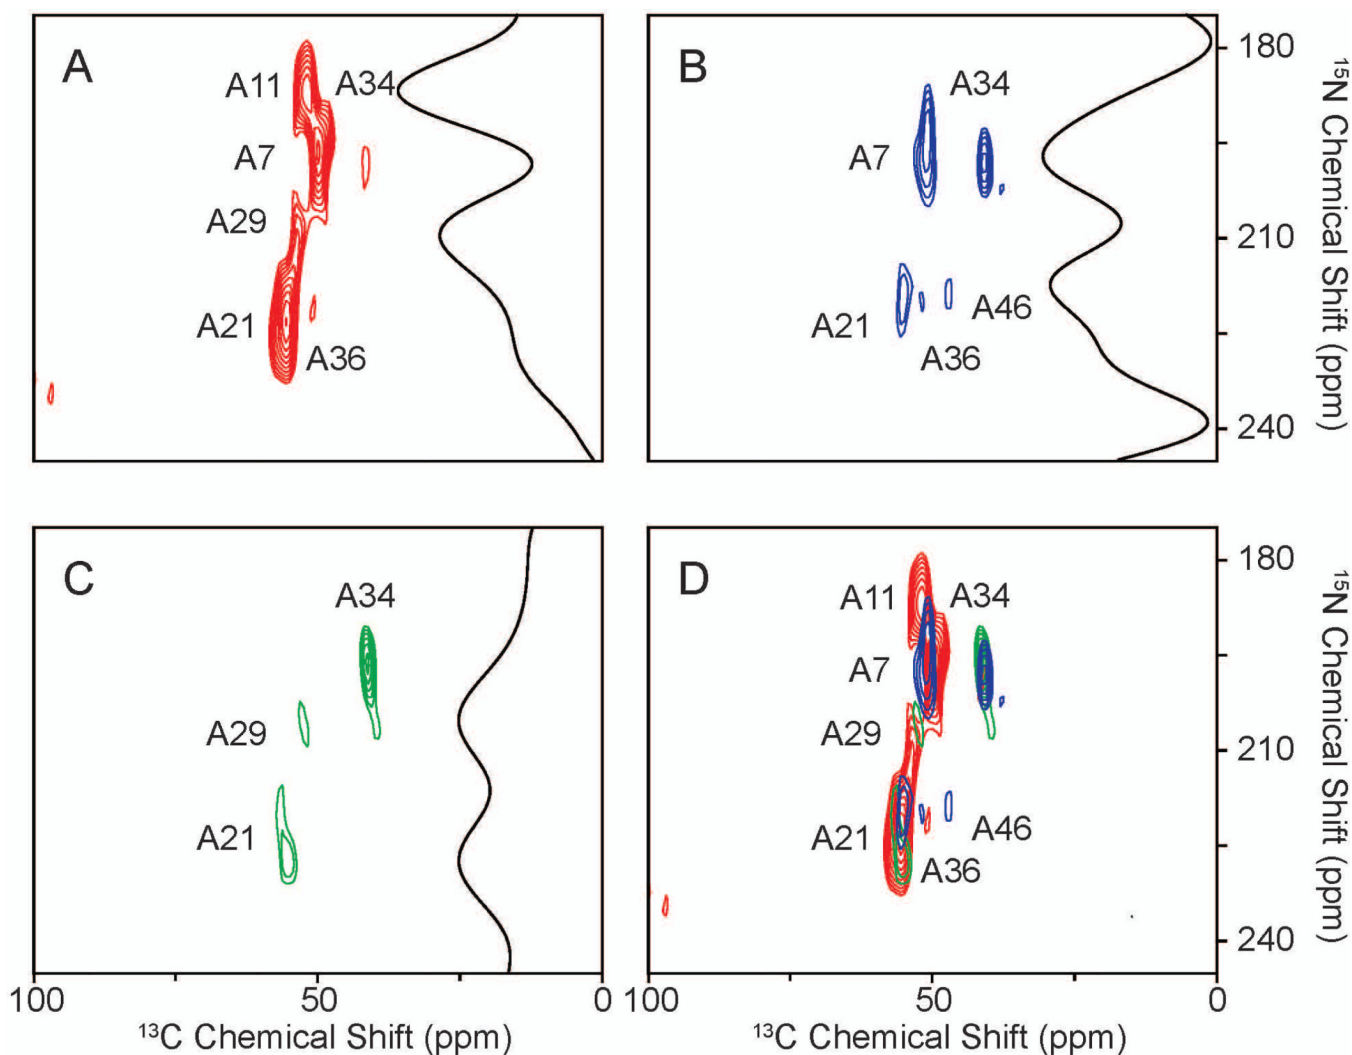 A
A11
A34
A7
A29
A21
A36
B
A34
A7
A21
A46
A36
180
210
240
¹⁵N Chemical Shift (ppm)
C
A34
A29
A21
D
A11
A34
A7
A29
A21
A46
A36
180
210
240
¹⁵N Chemical Shift (ppm)
100
50
0
¹³C Chemical Shift (ppm)
100
50
0
¹³C Chemical Shift (ppm)